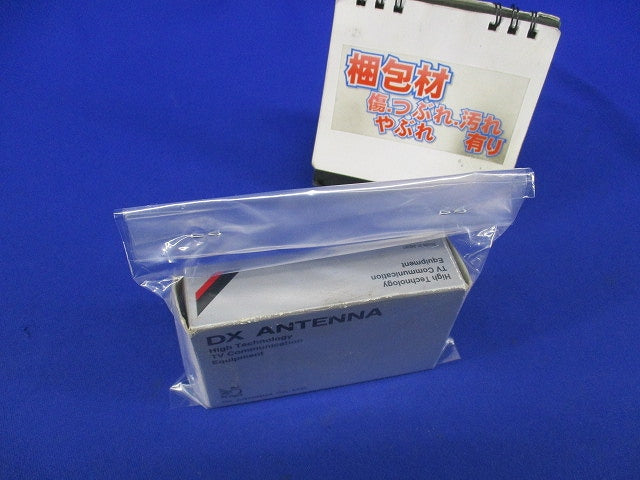 梱包材
傷.つぶれ.汚れ
やぶれ 有り
High Technology
TV Communication
Equipment
DX ANTENNA
High Technology
TV Communication
Equipment